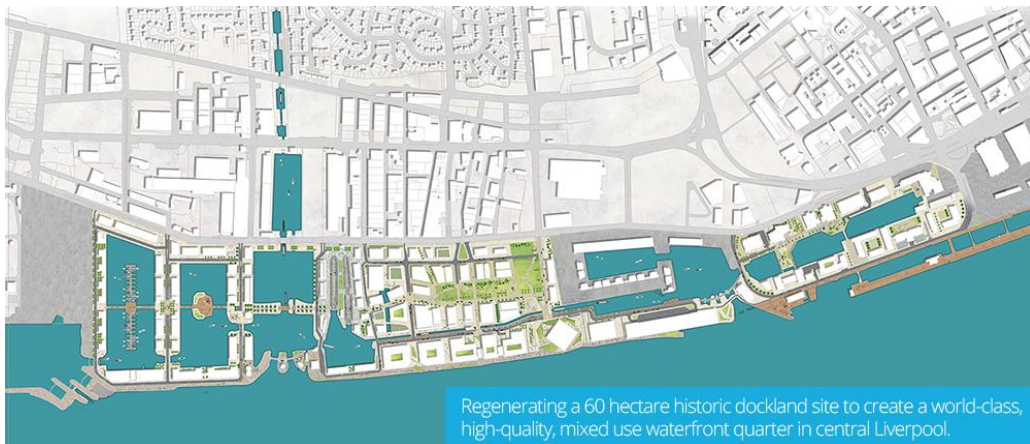 Regenerating a 60 hectare historic dockland site to create a world-class,
high-quality, mixed use waterfront quarter in central Liverpool.